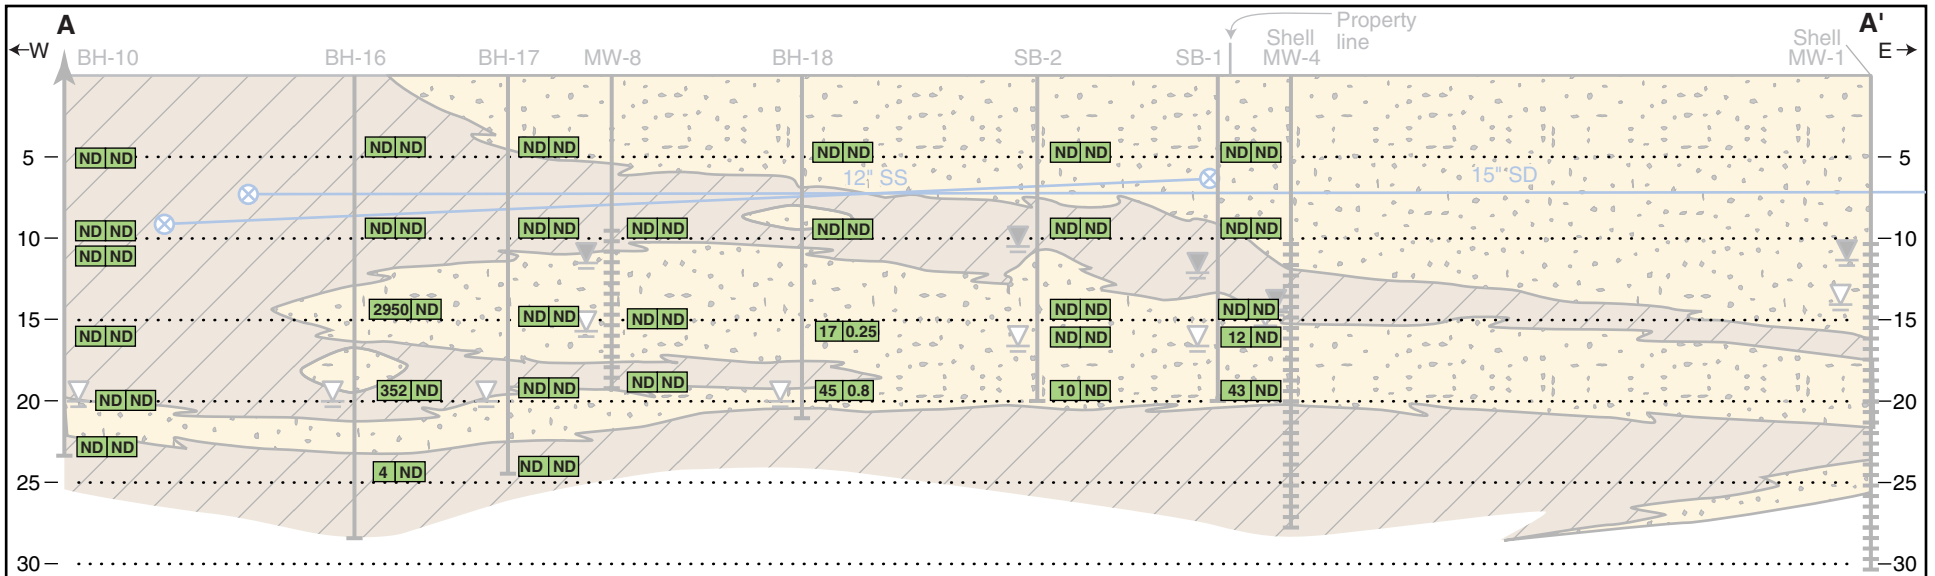 A A'
←W BH-10 BH-16 BH-17 MW-8 BH-18 SB-2 SB-1 Property line Shell MW-4 Shell MW-1 E→
ND ND ND ND ND ND ND ND ND ND
5 ND ND ND ND 5
12" SS 15" SD
ND ND ND ND ND ND ND ND ND ND ND ND ND ND
10 10
ND ND
2950 ND ND ND ND ND ND ND ND ND
15 15
ND ND 17 0.25 ND ND 12 ND
352 ND ND ND ND ND 45 0.8 10 ND 43 ND
20 ND ND 20
ND ND
4 ND ND ND
25 25
30 30